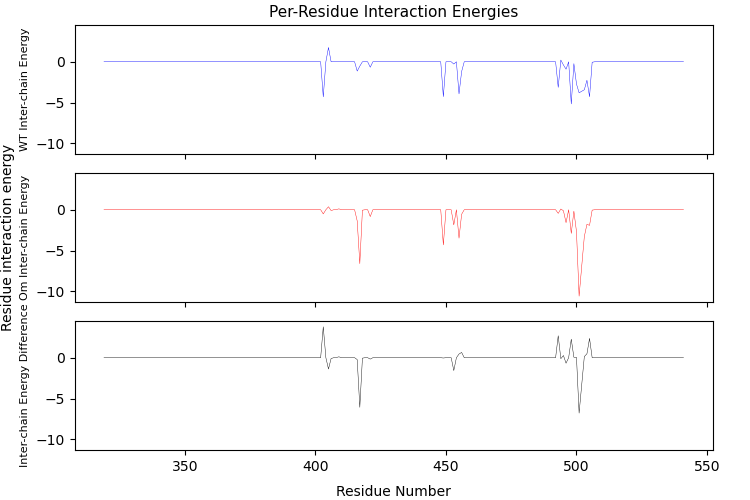 Per-Residue Interaction Energies
WT Inter-chain Energy
0
−5
−10
Residue interaction energy
Om Inter-chain Energy
0
−5
−10
Inter-chain Energy Difference
0
−5
−10
350
400
450
500
550
Residue Number